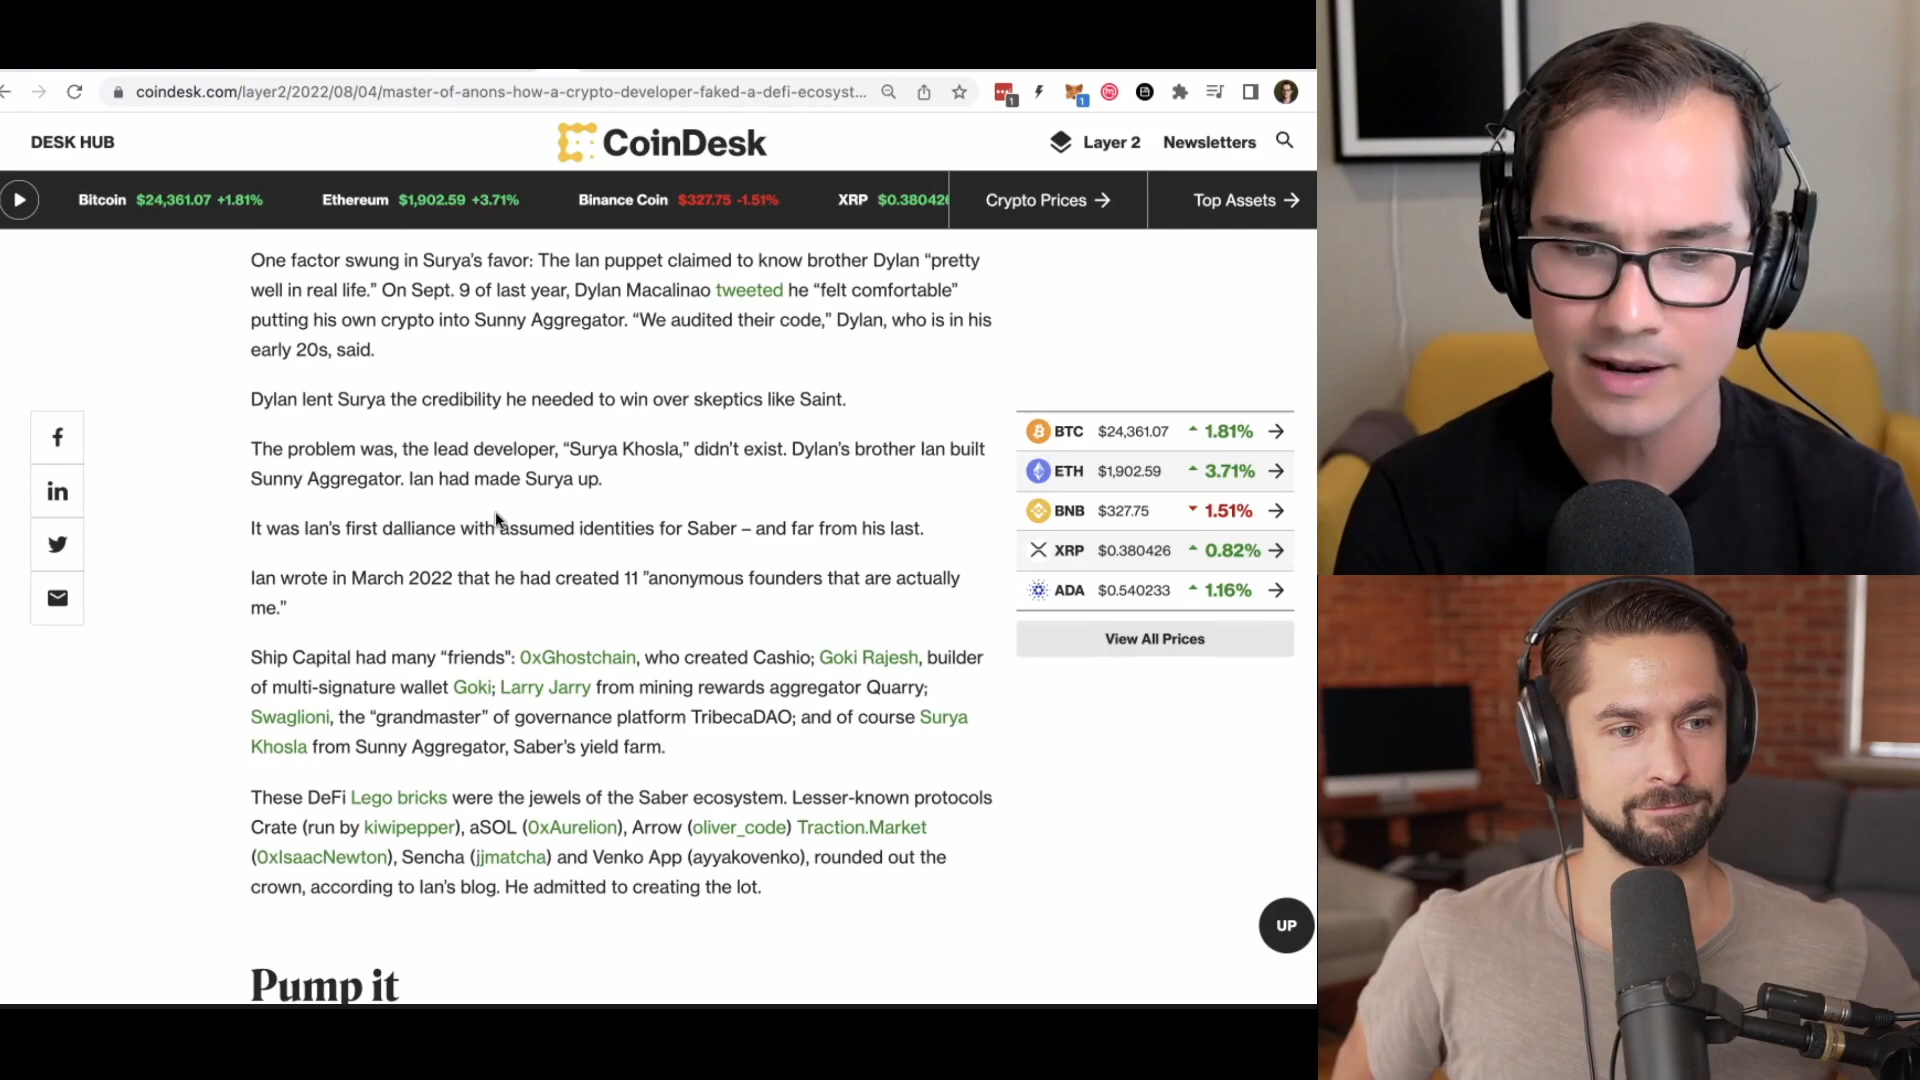 coindesk.com/layer2/2022/08/04/master-of-anons-how-a-crypto-developer-faked-a-defi-ecosyst...
1
1
DESK HUB
CoinDesk
Layer 2
Newsletters
Bitcoin $24,361.07 +1.81%
Ethereum $1,902.59 +3.71%
Binance Coin $327.75 -1.51%
XRP $0.380426
Crypto Prices →
Top Assets →
One factor swung in Surya’s favor: The Ian puppet claimed to know brother Dylan “pretty
well in real life.” On Sept. 9 of last year, Dylan Macalinao tweeted he “felt comfortable”
putting his own crypto into Sunny Aggregator. “We audited their code,” Dylan, who is in his
early 20s, said.
Dylan lent Surya the credibility he needed to win over skeptics like Saint.
The problem was, the lead developer, “Surya Khosla,” didn’t exist. Dylan’s brother Ian built
Sunny Aggregator. Ian had made Surya up.
It was Ian’s first dalliance with assumed identities for Saber – and far from his last.
Ian wrote in March 2022 that he had created 11 ”anonymous founders that are actually
me.”
Ship Capital had many “friends": 0xGhostchain, who created Cashio; Goki Rajesh, builder
of multi-signature wallet Goki; Larry Jarry from mining rewards aggregator Quarry;
Swaglioni, the “grandmaster” of governance platform TribecaDAO; and of course Surya
Khosla from Sunny Aggregator, Saber’s yield farm.
These DeFi Lego bricks were the jewels of the Saber ecosystem. Lesser-known protocols
Crate (run by kiwipepper), aSOL (0xAurelion), Arrow (oliver_code) Traction.Market
(0xIsaacNewton), Sencha (jjmatcha) and Venko App (ayyakovenko), rounded out the
crown, according to Ian’s blog. He admitted to creating the lot.
Pump it
BTC $24,361.07 1.81% →
ETH $1,902.59 3.71% →
BNB $327.75 1.51% →
XRP $0.380426 0.82% →
ADA $0.540233 1.16% →
View All Prices
UP